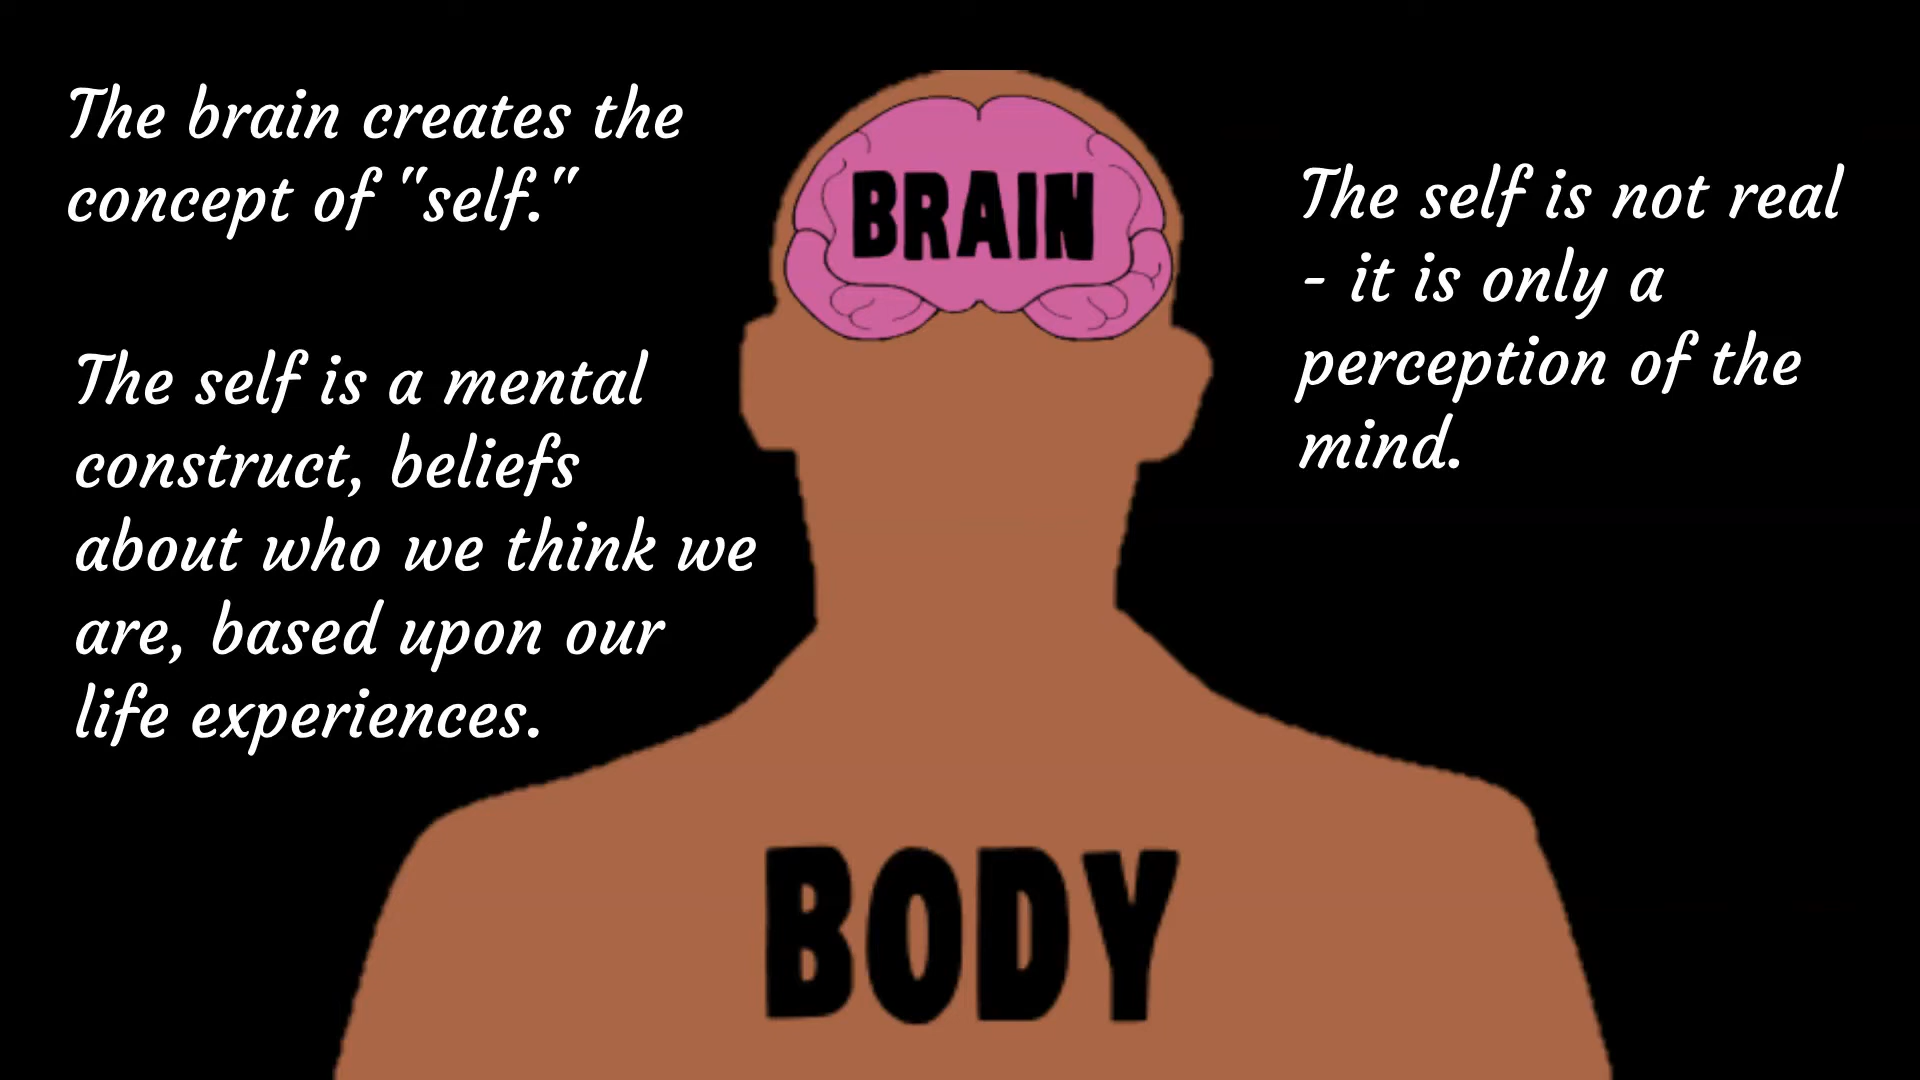 The brain creates the
concept of "self."
The self is a mental
construct, beliefs
about who we think we
are, based upon our
life experiences.
BRAIN
The self is not real
- it is only a
perception of the
mind.
BODY